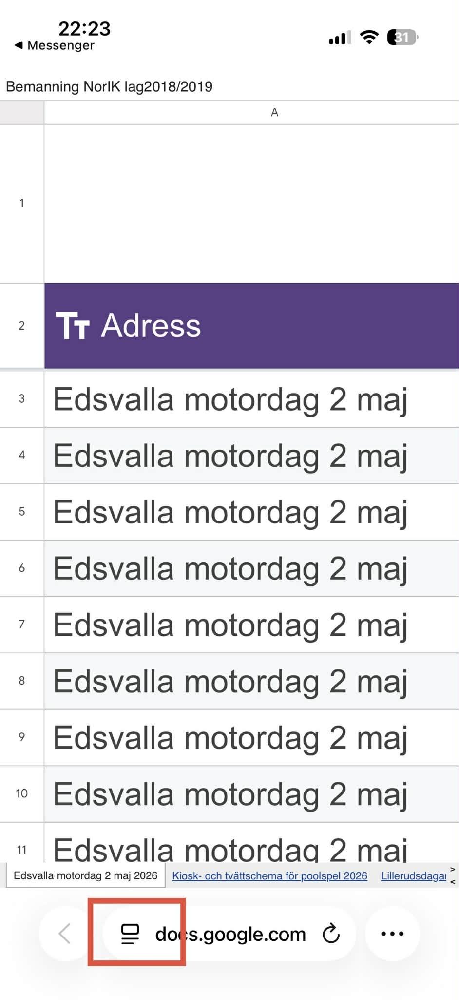 22:23
◀ Messenger
31
Bemanning NorIK lag2018/2019
A
1
2 Tт Adress
3 Edsvalla motordag 2 maj
4 Edsvalla motordag 2 maj
5 Edsvalla motordag 2 maj
6 Edsvalla motordag 2 maj
7 Edsvalla motordag 2 maj
8 Edsvalla motordag 2 maj
9 Edsvalla motordag 2 maj
10 Edsvalla motordag 2 maj
11 Edsvalla motordag 2 maj
Edsvalla motordag 2 maj 2026 Kiosk- och tvättschema för poolspel 2026 Lillerudsdagar > <
docs.google.com